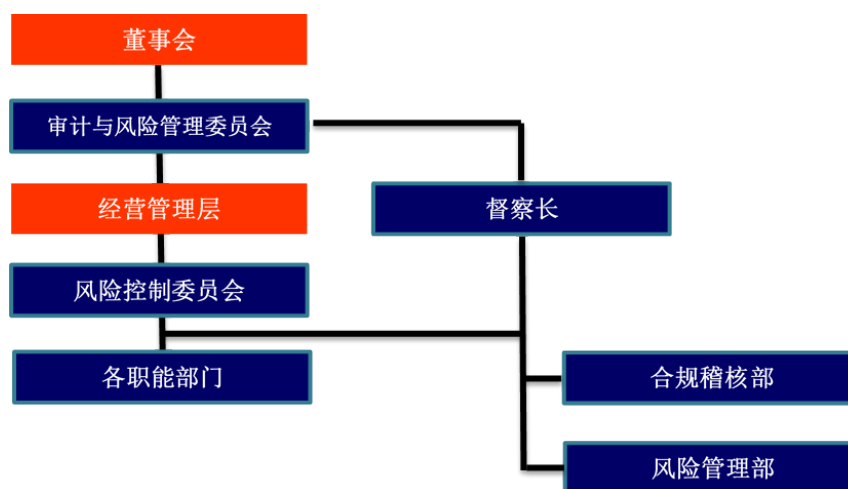 董事会
审计与风险管理委员会
经营管理层
督察长
风险控制委员会
各职能部门
合规稽核部
风险管理部